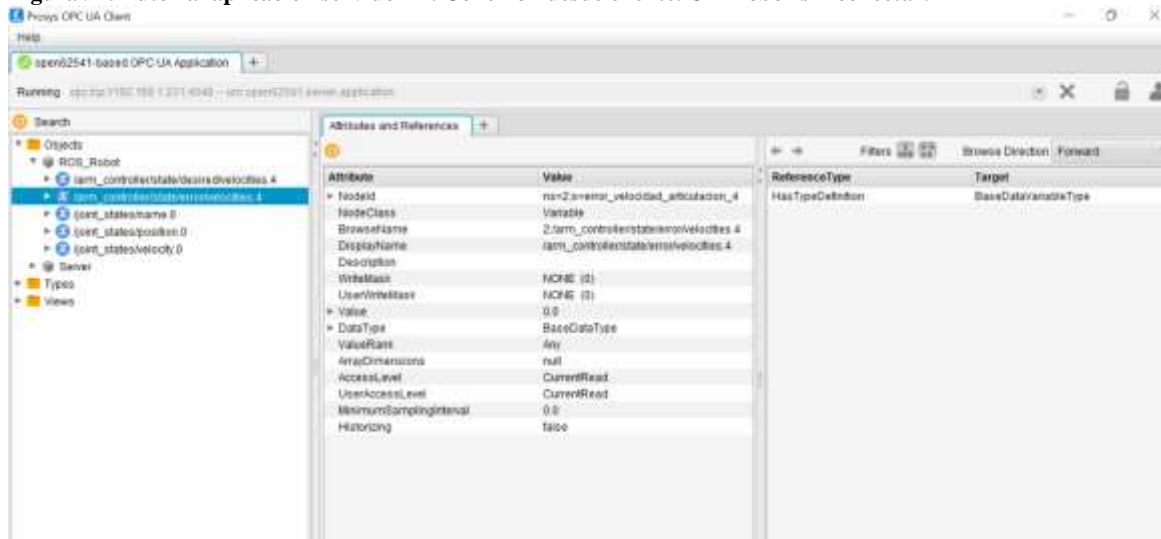 Prosys OPC UA Client
Help
open62541-based OPC UA Application +
Running
Search
Objects
ROS_Robot
/arm_controller/state/desired/velocities.4
/arm_controller/state/error/velocities.4
/joint_states/name.0
/joint_states/position.0
/joint_states/velocity.0
Server
Types
Views
Attributes and References +
Attribute Value
NodeId ns=2;s=error_velocidad_articulacion_4
NodeClass Variable
BrowseName 2:/arm_controller/state/error/velocities.4
DisplayName /arm_controller/state/error/velocities.4
Description
WriteMask NONE (0)
UserWriteMask NONE (0)
Value 0.0
DataType BaseDataType
ValueRank Any
ArrayDimensions null
AccessLevel CurrentRead
UserAccessLevel CurrentRead
MinimumSamplingInterval 0.0
Historizing false
Filters Browse Direction Forward
ReferenceType Target
HasTypeDefinition BaseDataVariableType